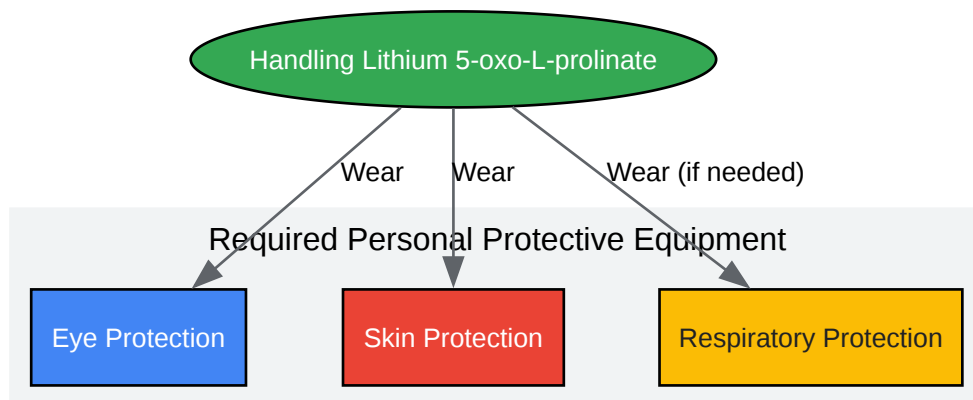 Handling Lithium 5-oxo-L-prolinate
Wear
Wear
Wear (if needed)
Required Personal Protective Equipment
Eye Protection
Skin Protection
Respiratory Protection